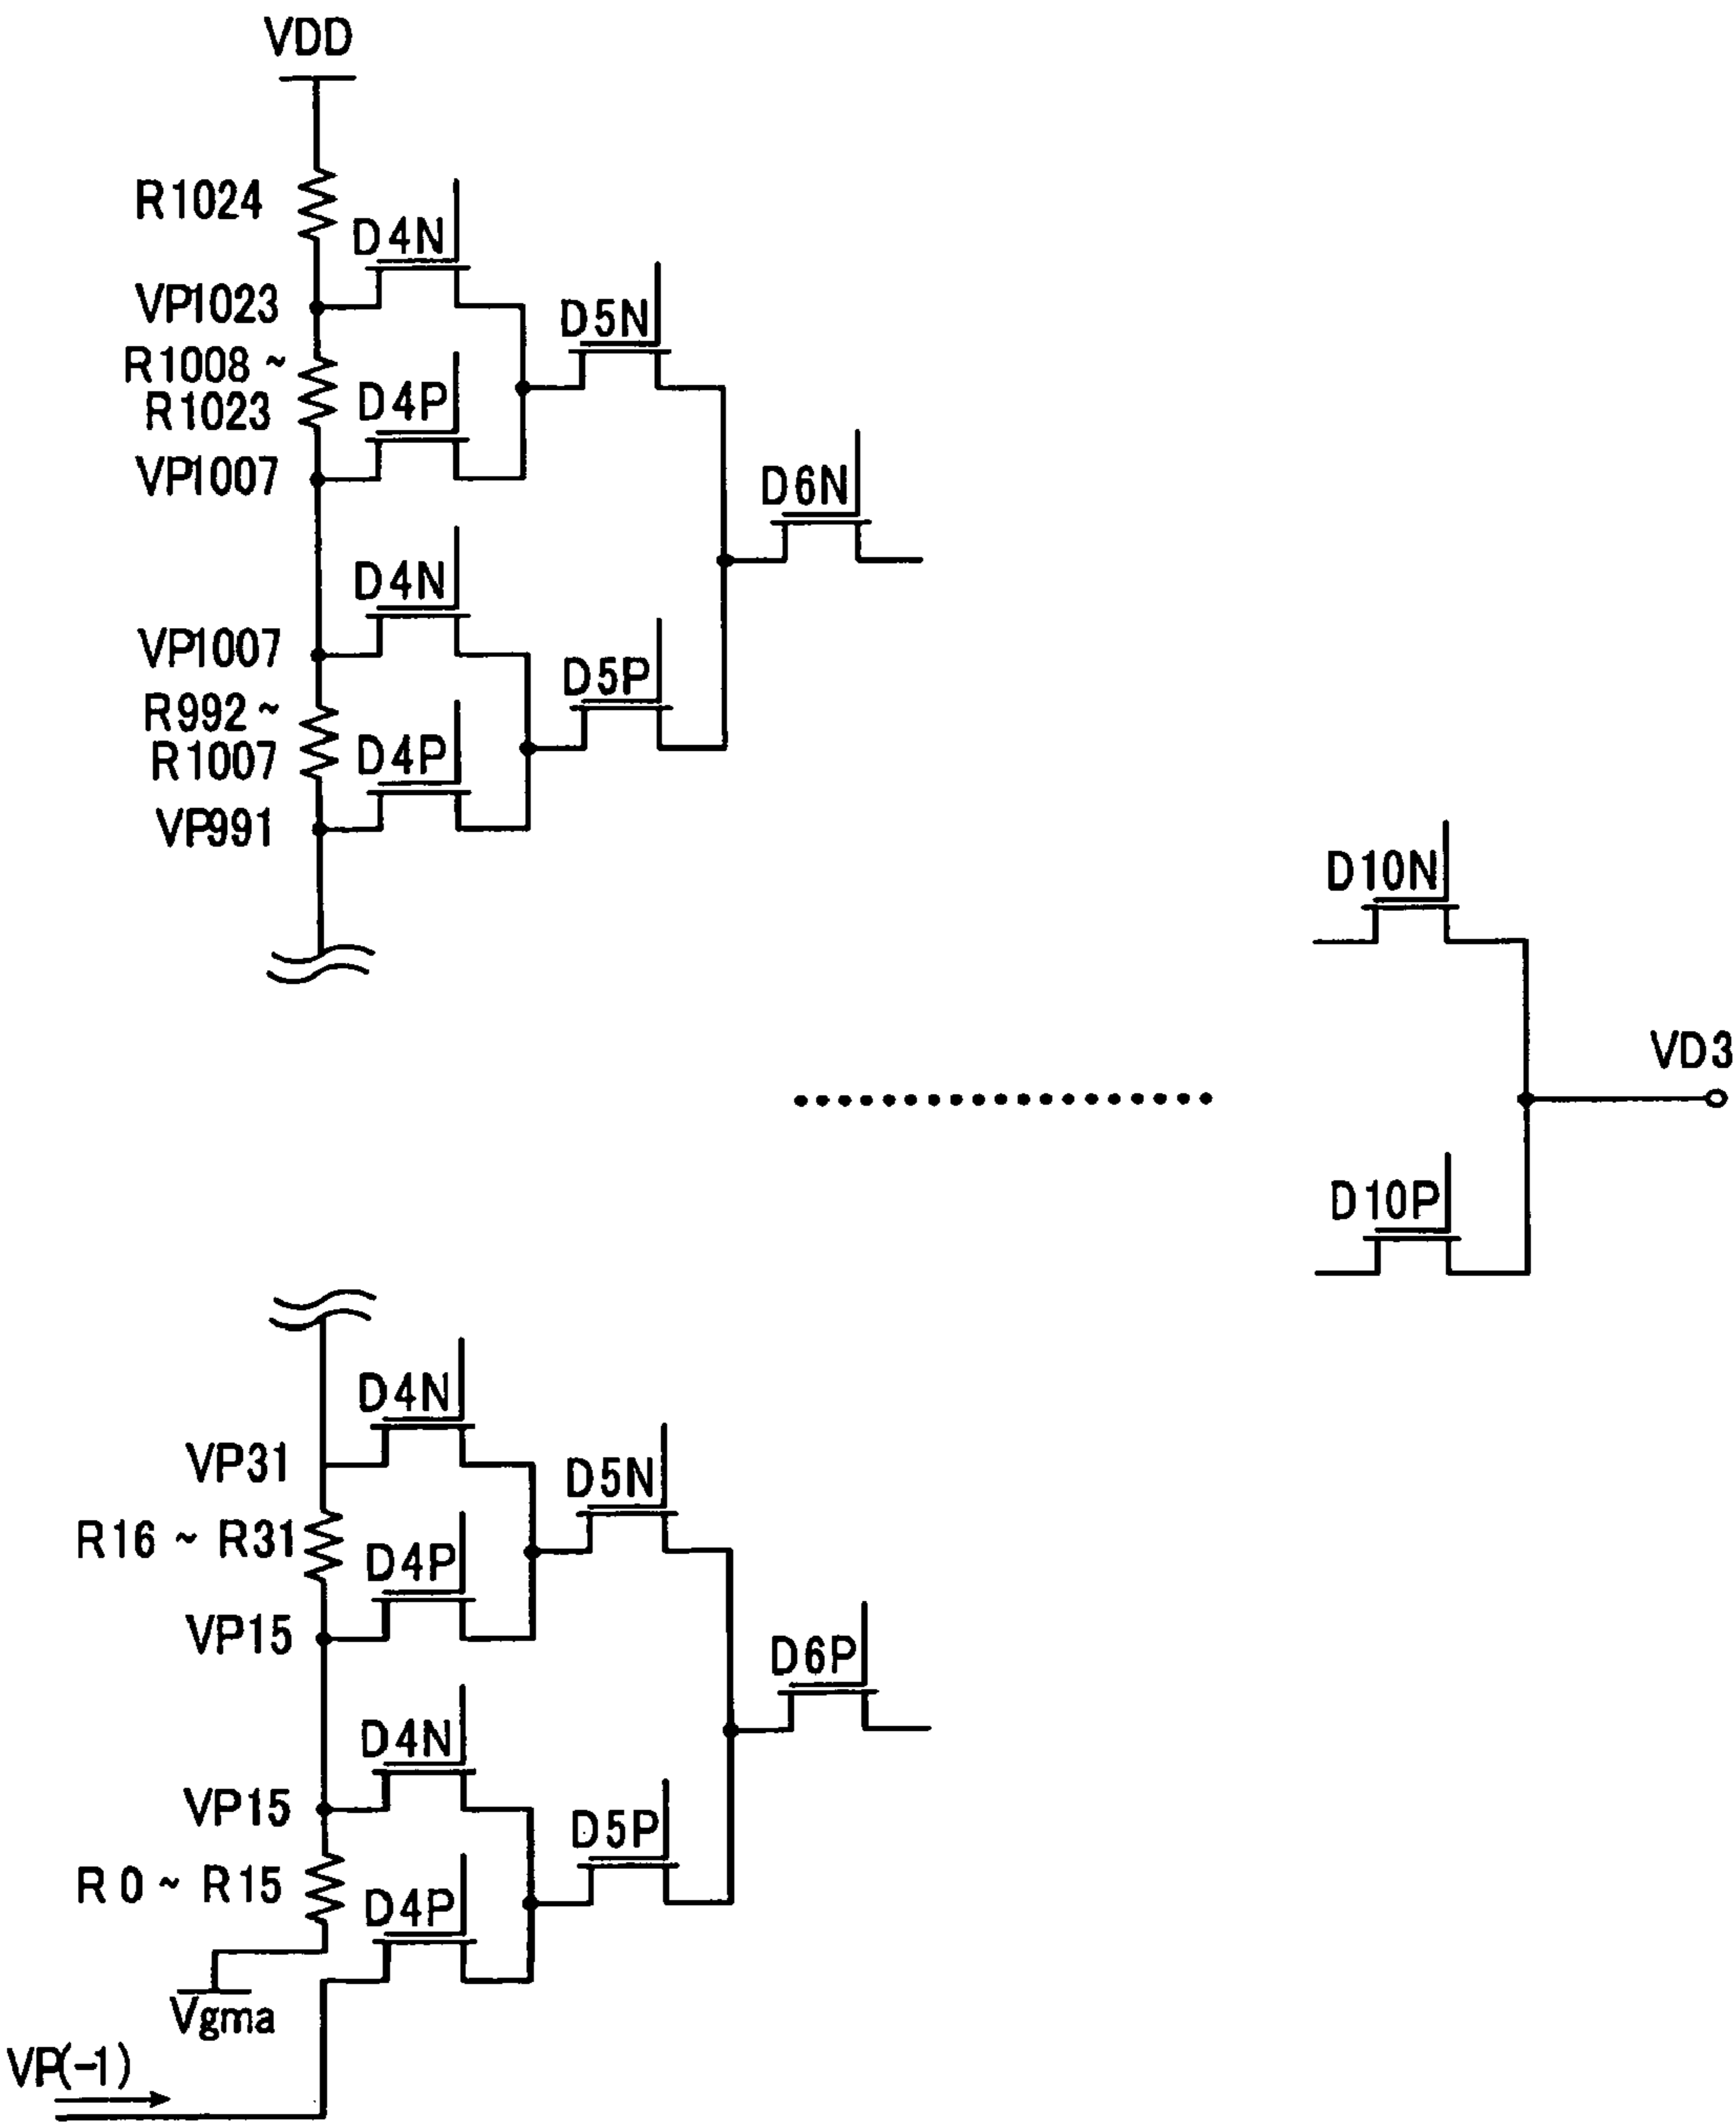 VDD
R1024
D4N
VP1023
D5N
R1008 ~
R1023
D4P
VP1007
D6N
D4N
VP1007
D5P
R992 ~
R1007
D4P
VP991
D10N
VD3
D10P
D4N
VP31
D5N
R16 ~ R31
D4P
VP15
D6P
D4N
VP15
D5P
R0 ~ R15
D4P
Vgma
VP(-1)